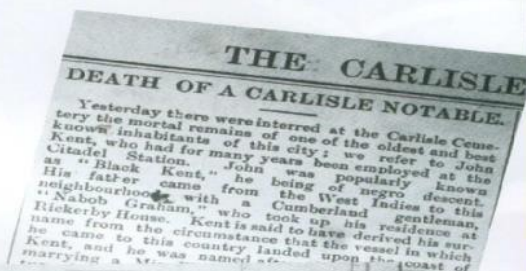 THE CARLISLE
DEATH OF A CARLISLE NOTABLE.
Yesterday there were interred at the Carlisle Ceme-
tery the mortal remains of one of the oldest and best
known inhabitants of this city; we refer to John
Kent, who had for many years been employed at the
Citadel Station. John was popularly known
as "Black Kent," he being of negro descent.
His father came from the West Indies to this
neighbourhood with a Cumberland gentleman,
"Nabob Graham," who took up his residence at
Rickerby House. Kent is said to have derived his sur-
name from the circumstance that the vessel in which
he came to this country landed upon the coast of
Kent, and he was named after
marrying a